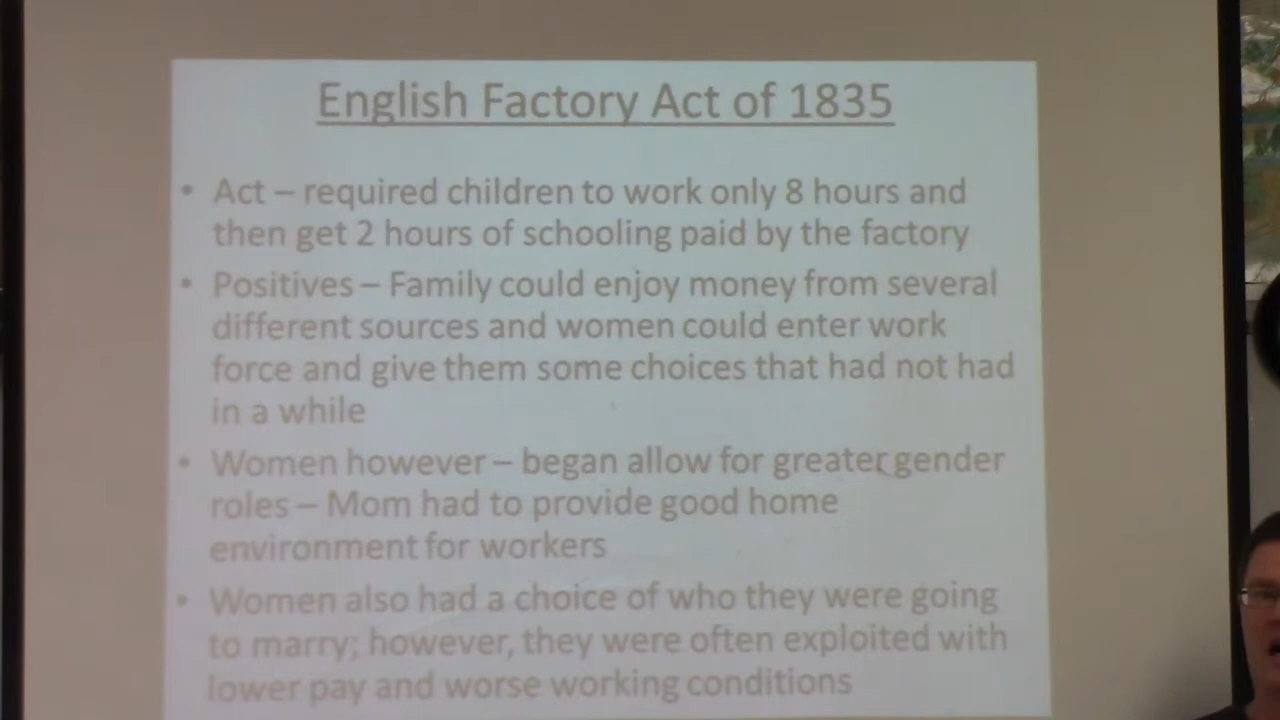 English Factory Act of 1835
• Act – required children to work only 8 hours and
then get 2 hours of schooling paid by the factory
• Positives – Family could enjoy money from several
different sources and women could enter work
force and give them some choices that had not had
in a while
• Women however – began allow for greater gender
roles – Mom had to provide good home
environment for workers
• Women also had a choice of who they were going
to marry; however, they were often exploited with
lower pay and worse working conditions